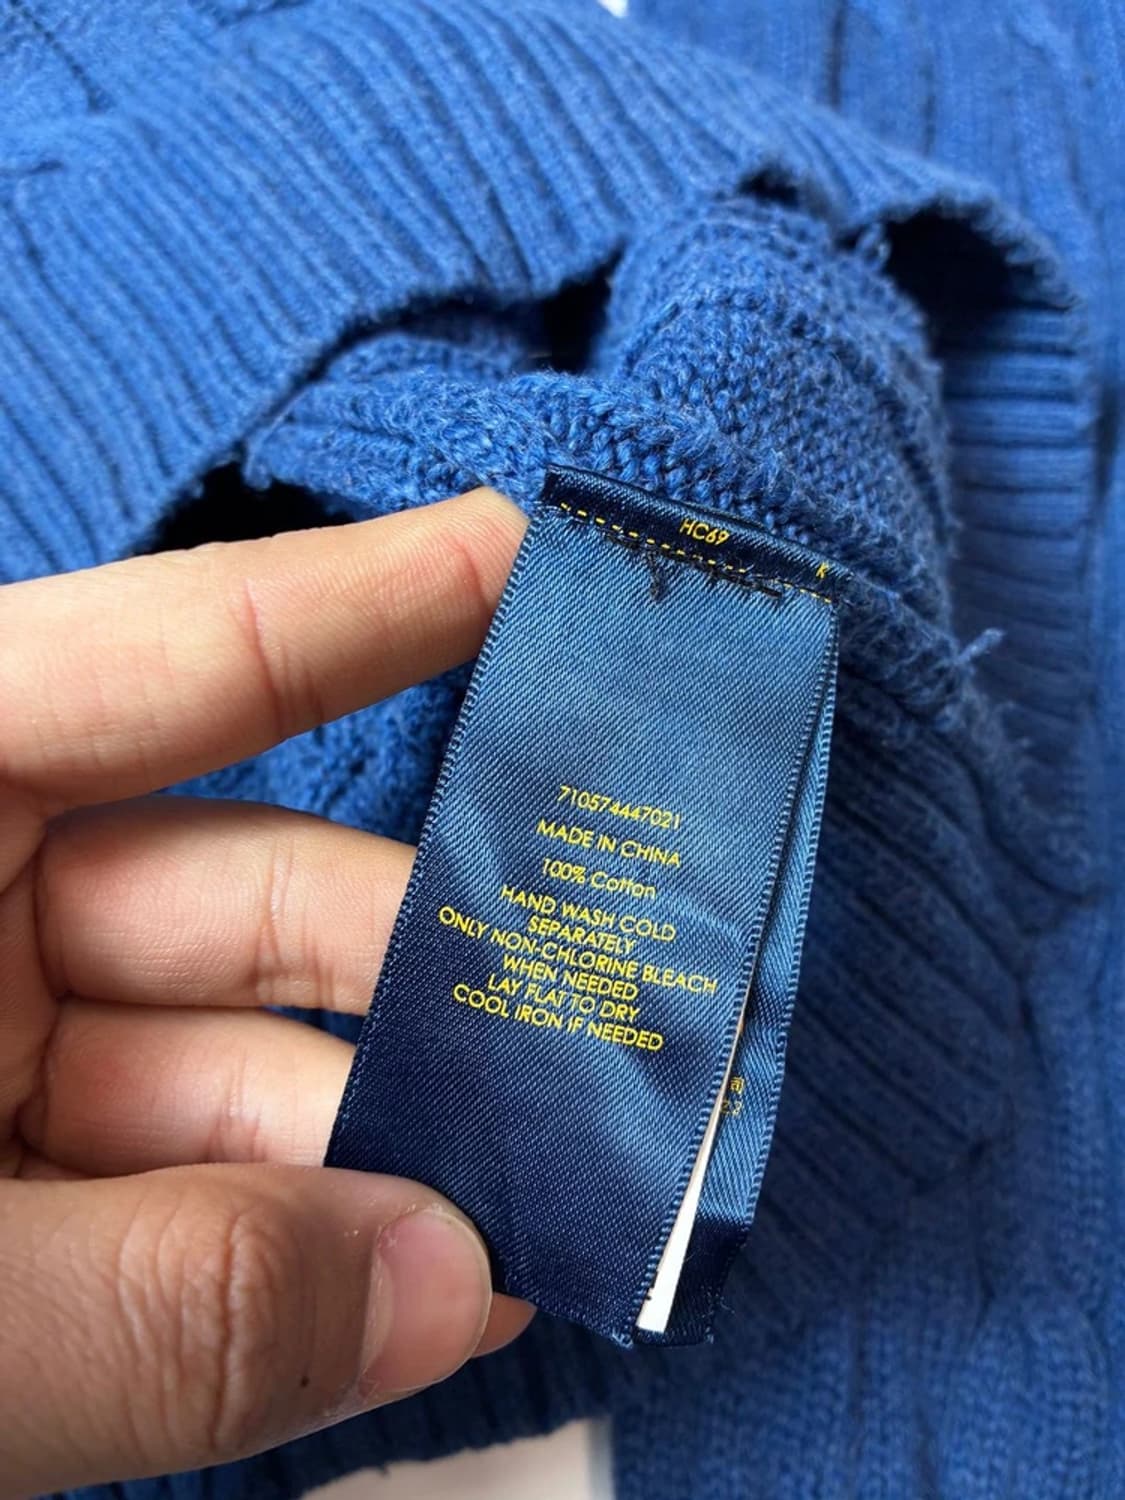 HC69
K
710574447021
MADE IN CHINA
100% Cotton
HAND WASH COLD
SEPARATELY
ONLY NON-CHLORINE BLEACH
WHEN NEEDED
LAY FLAT TO DRY
COOL IRON IF NEEDED